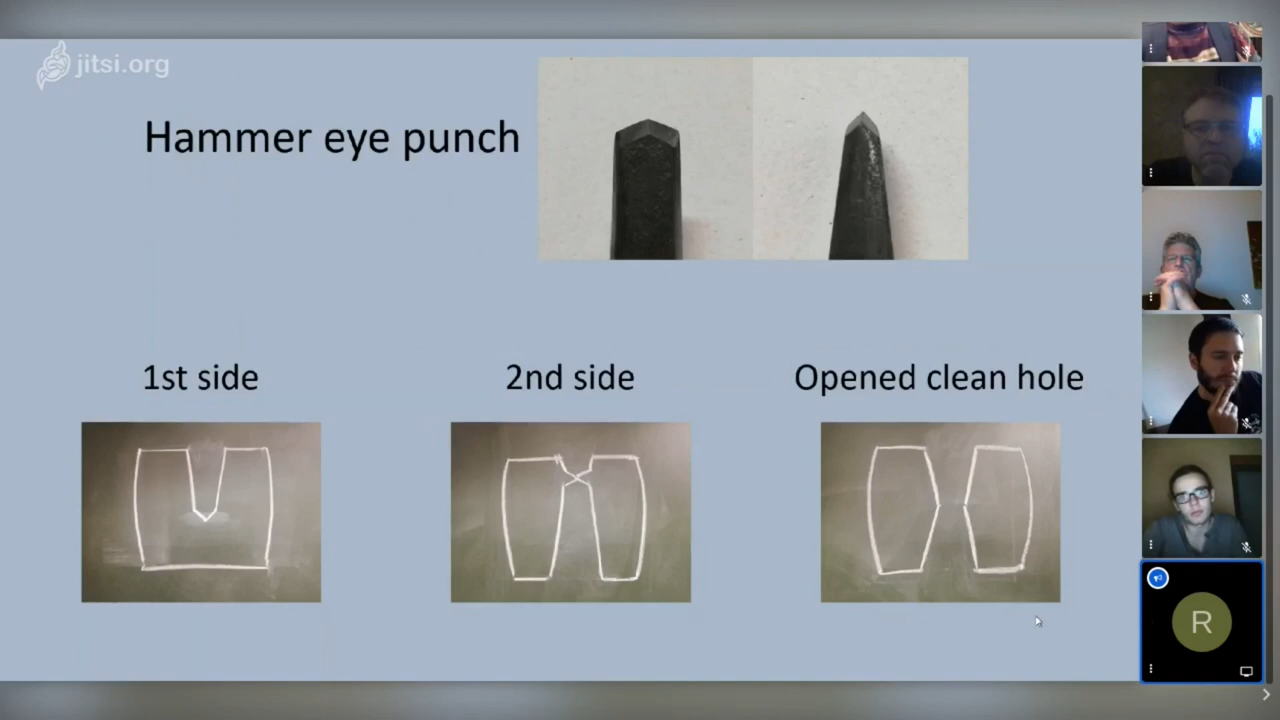 jitsi.org
Hammer eye punch
1st side
2nd side
Opened clean hole
R